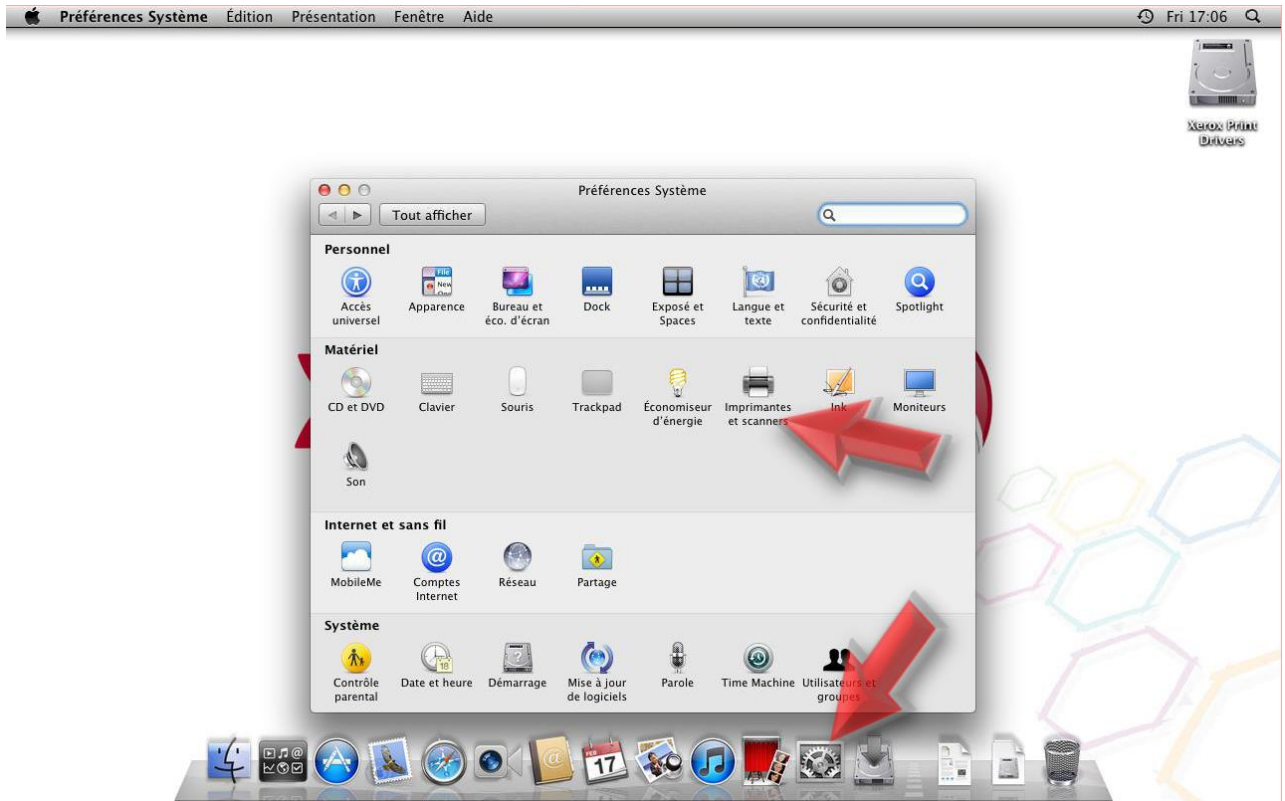 Préférences Système Édition Présentation Fenêtre Aide Fri 17:06
Xerox Print
Drivers
Préférences Système
Tout afficher
Personnel
File
New
Accès universel
Apparence
Bureau et éco. d'écran
Dock
Exposé et Spaces
Langue et texte
Sécurité et confidentialité
Spotlight
Matériel
CD et DVD
Clavier
Souris
Trackpad
Économiseur d'énergie
Imprimantes et scanners
Ink
Moniteurs
Son
Internet et sans fil
MobileMe
Comptes Internet
Réseau
Partage
Système
18
Contrôle parental
Date et heure
Démarrage
Mise à jour de logiciels
Parole
Time Machine
Utilisateurs et groupes
FEB
17